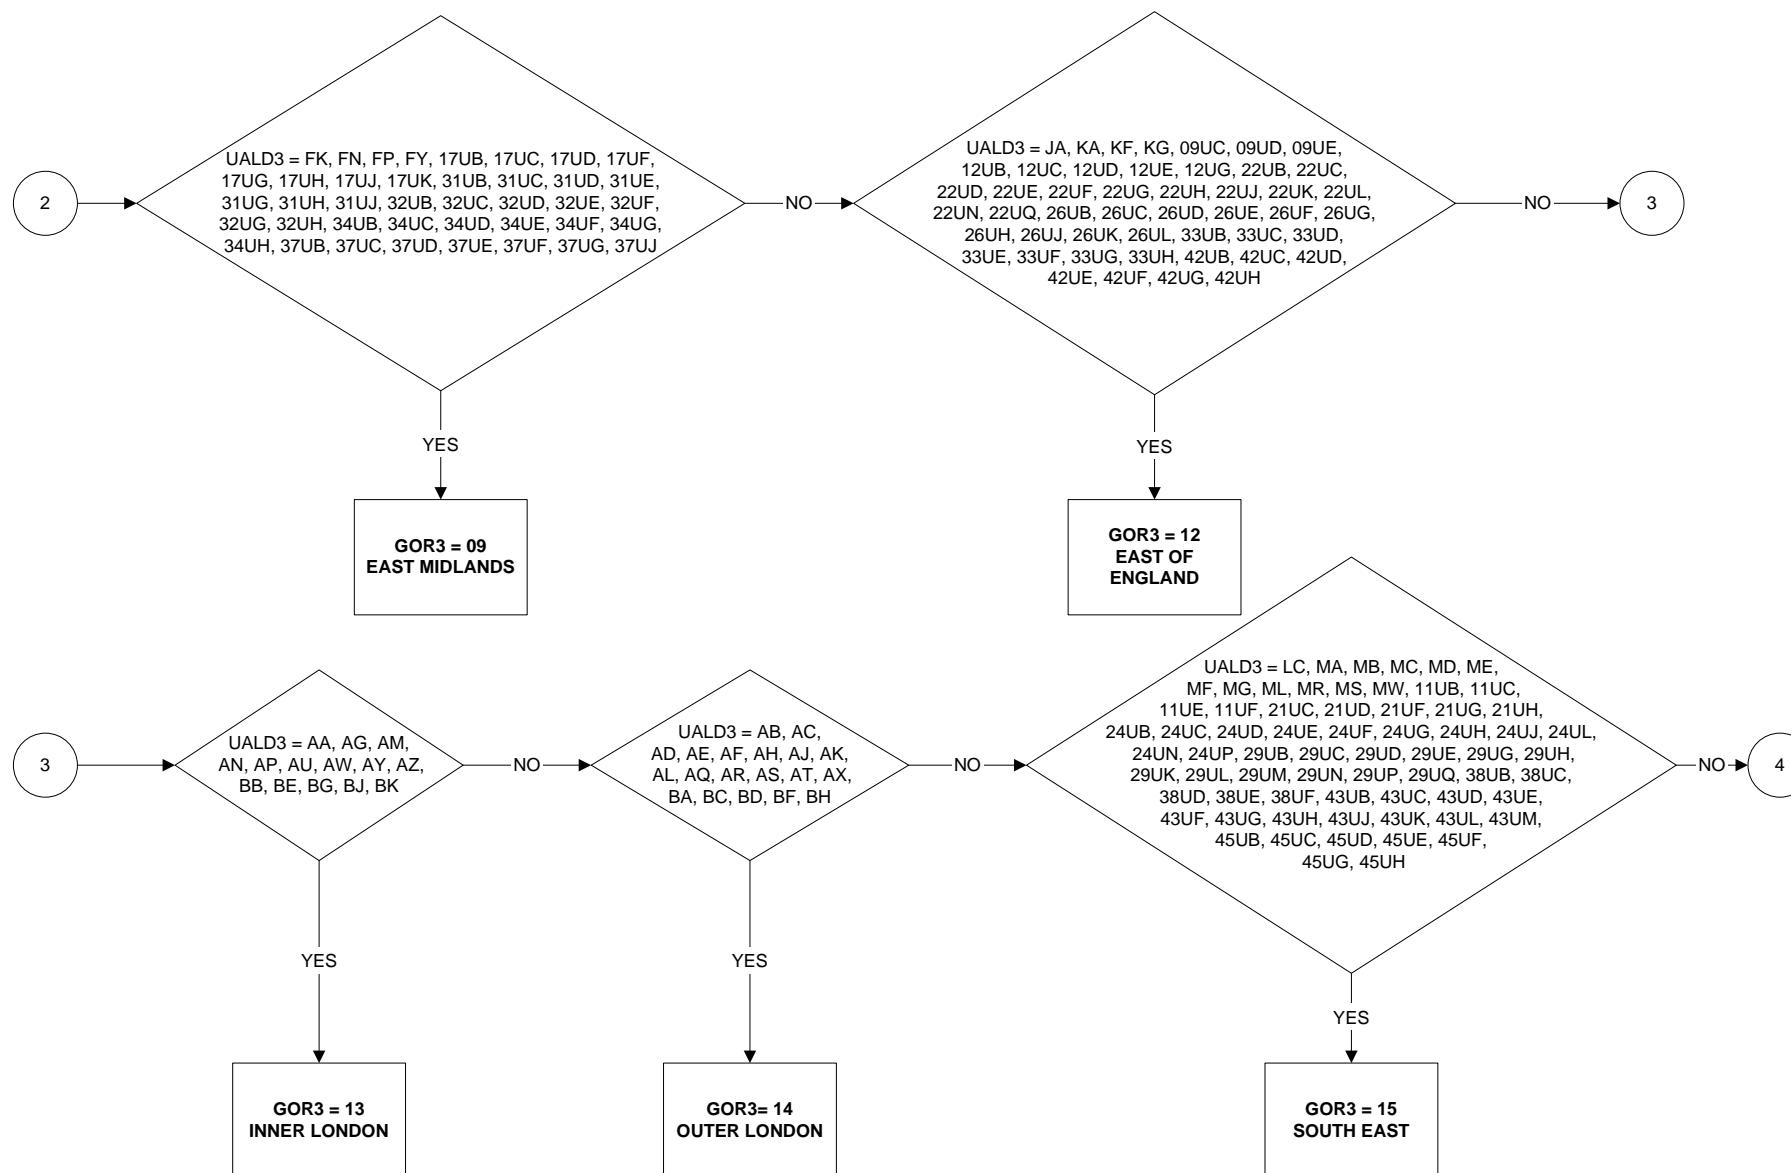 2
UALD3 = FK, FN, FP, FY, 17UB, 17UC, 17UD, 17UF,
17UG, 17UH, 17UJ, 17UK, 31UB, 31UC, 31UD, 31UE,
31UG, 31UH, 31UJ, 32UB, 32UC, 32UD, 32UE, 32UF,
32UG, 32UH, 34UB, 34UC, 34UD, 34UE, 34UF, 34UG,
34UH, 37UB, 37UC, 37UD, 37UE, 37UF, 37UG, 37UJ
NO
UALD3 = JA, KA, KF, KG, 09UC, 09UD, 09UE,
12UB, 12UC, 12UD, 12UE, 12UG, 22UB, 22UC,
22UD, 22UE, 22UF, 22UG, 22UH, 22UJ, 22UK, 22UL,
22UN, 22UQ, 26UB, 26UC, 26UD, 26UE, 26UF, 26UG,
26UH, 26UJ, 26UK, 26UL, 33UB, 33UC, 33UD,
33UE, 33UF, 33UG, 33UH, 42UB, 42UC, 42UD,
42UE, 42UF, 42UG, 42UH
NO
3
YES
YES
GOR3 = 09
EAST MIDLANDS
GOR3 = 12
EAST OF
ENGLAND
3
UALD3 = AA, AG, AM,
AN, AP, AU, AW, AY, AZ,
BB, BE, BG, BJ, BK
NO
UALD3 = AB, AC,
AD, AE, AF, AH, AJ, AK,
AL, AQ, AR, AS, AT, AX,
BA, BC, BD, BF, BH
NO
UALD3 = LC, MA, MB, MC, MD, ME,
MF, MG, ML, MR, MS, MW, 11UB, 11UC,
11UE, 11UF, 21UC, 21UD, 21UF, 21UG, 21UH,
24UB, 24UC, 24UD, 24UE, 24UF, 24UG, 24UH, 24UJ, 24UL,
24UN, 24UP, 29UB, 29UC, 29UD, 29UE, 29UG, 29UH,
29UK, 29UL, 29UM, 29UN, 29UP, 29UQ, 38UB, 38UC,
38UD, 38UE, 38UF, 43UB, 43UC, 43UD, 43UE,
43UF, 43UG, 43UH, 43UJ, 43UK, 43UL, 43UM,
45UB, 45UC, 45UD, 45UE, 45UF,
45UG, 45UH
NO
4
YES
YES
YES
GOR3 = 13
INNER LONDON
GOR3= 14
OUTER LONDON
GOR3 = 15
SOUTH EAST